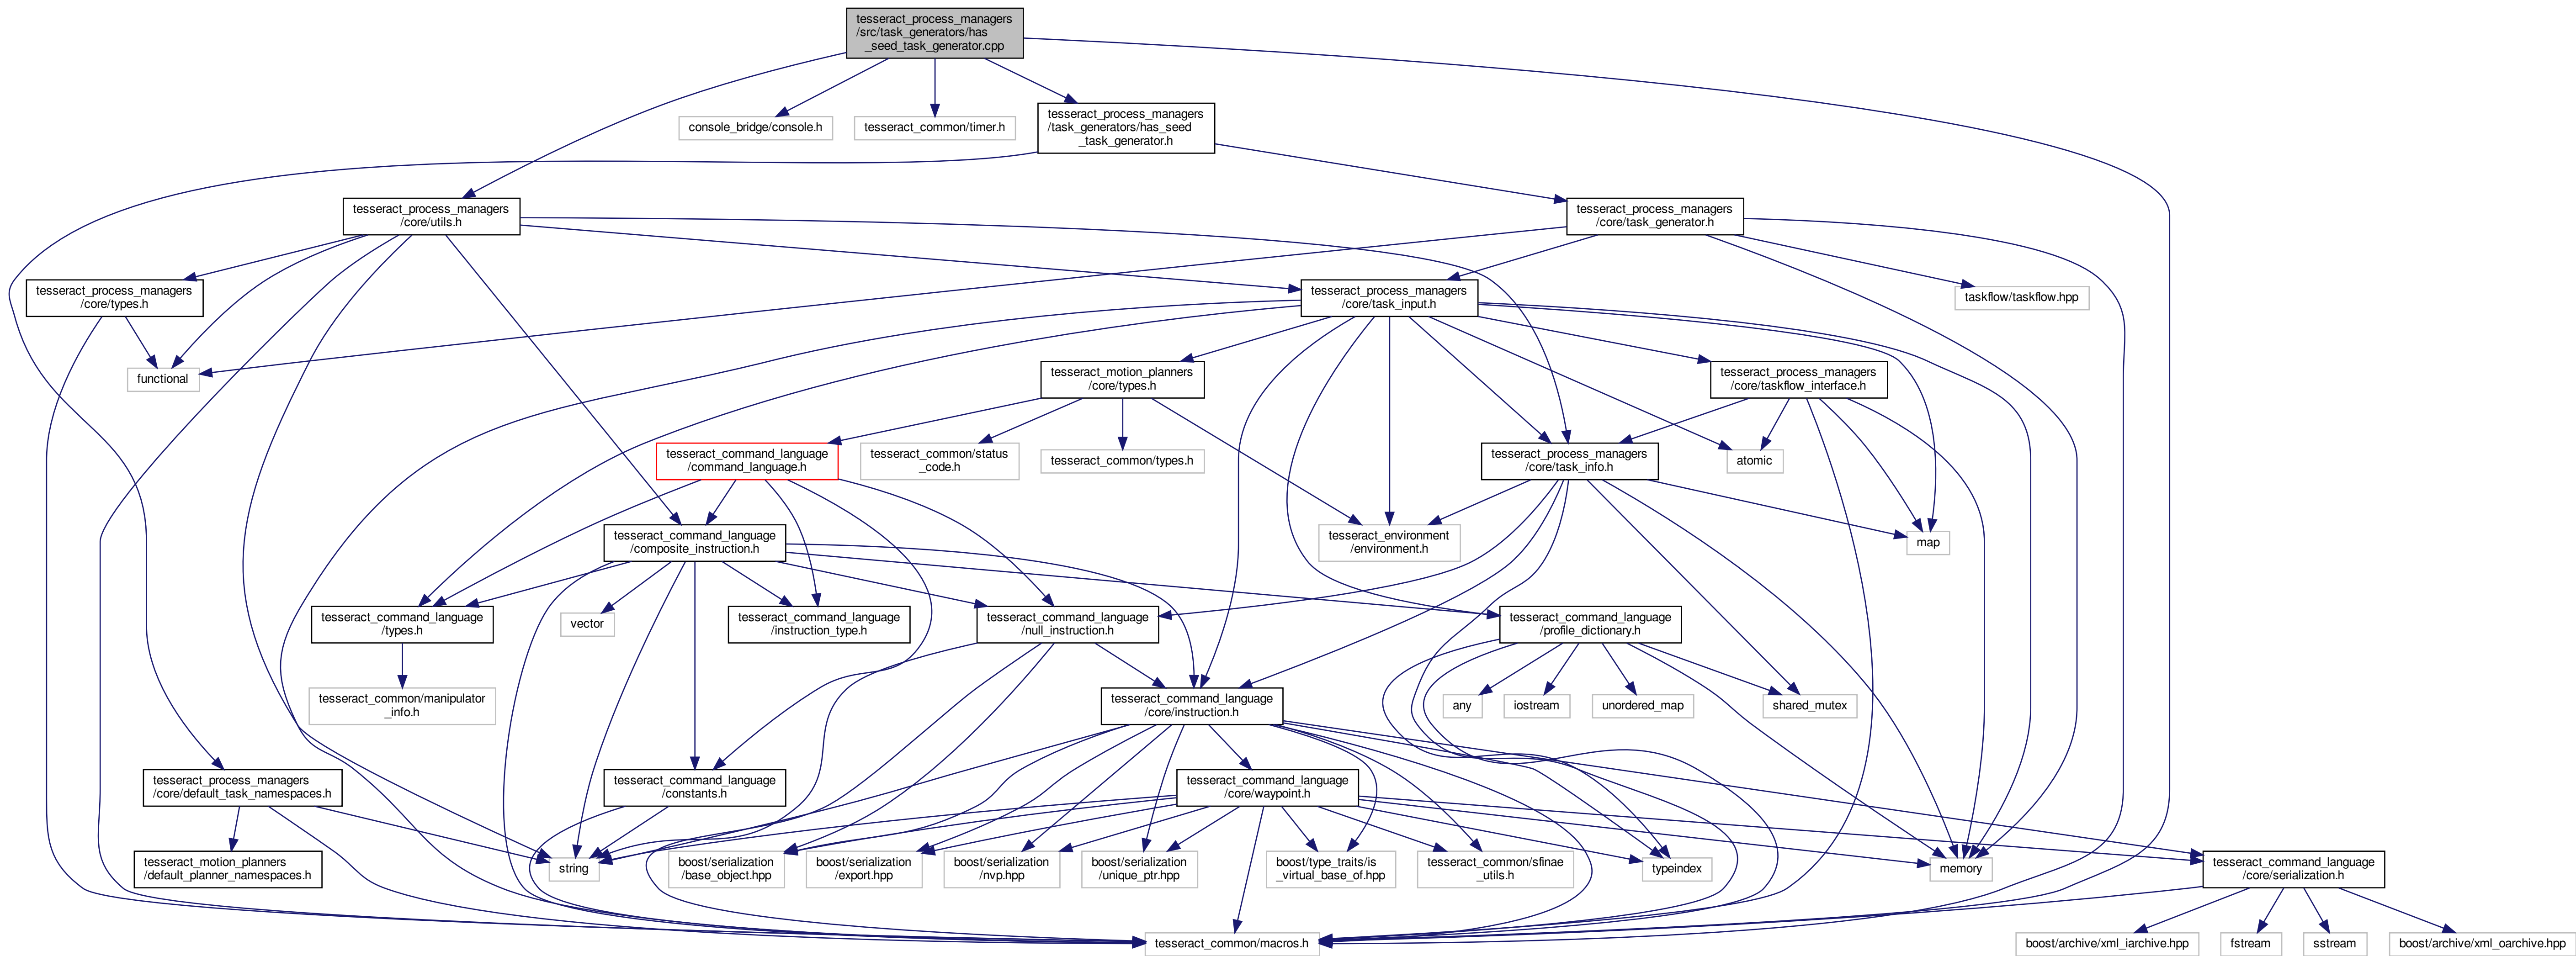 tesseract_process_managers
/src/task_generators/has
_seed_task_generator.cpp
console_bridge/console.h
tesseract_common/timer.h
tesseract_process_managers
/task_generators/has_seed
_task_generator.h
tesseract_process_managers
/core/utils.h
tesseract_process_managers
/core/task_generator.h
tesseract_process_managers
/core/types.h
tesseract_process_managers
/core/task_input.h
taskflow/taskflow.hpp
functional
tesseract_motion_planners
/core/types.h
tesseract_process_managers
/core/taskflow_interface.h
tesseract_command_language
/command_language.h
tesseract_common/status
_code.h
tesseract_common/types.h
tesseract_process_managers
/core/task_info.h
atomic
tesseract_command_language
/composite_instruction.h
tesseract_environment
/environment.h
map
tesseract_command_language
/types.h
vector
tesseract_command_language
/instruction_type.h
tesseract_command_language
/null_instruction.h
tesseract_command_language
/profile_dictionary.h
tesseract_common/manipulator
_info.h
tesseract_command_language
/core/instruction.h
any
iostream
unordered_map
shared_mutex
tesseract_process_managers
/core/default_task_namespaces.h
tesseract_command_language
/constants.h
tesseract_command_language
/core/waypoint.h
tesseract_motion_planners
/default_planner_namespaces.h
string
boost/serialization
/base_object.hpp
boost/serialization
/export.hpp
boost/serialization
/nvp.hpp
boost/serialization
/unique_ptr.hpp
boost/type_traits/is
_virtual_base_of.hpp
tesseract_common/sfinae
_utils.h
typeindex
memory
tesseract_command_language
/core/serialization.h
tesseract_common/macros.h
boost/archive/xml_iarchive.hpp
fstream
sstream
boost/archive/xml_oarchive.hpp